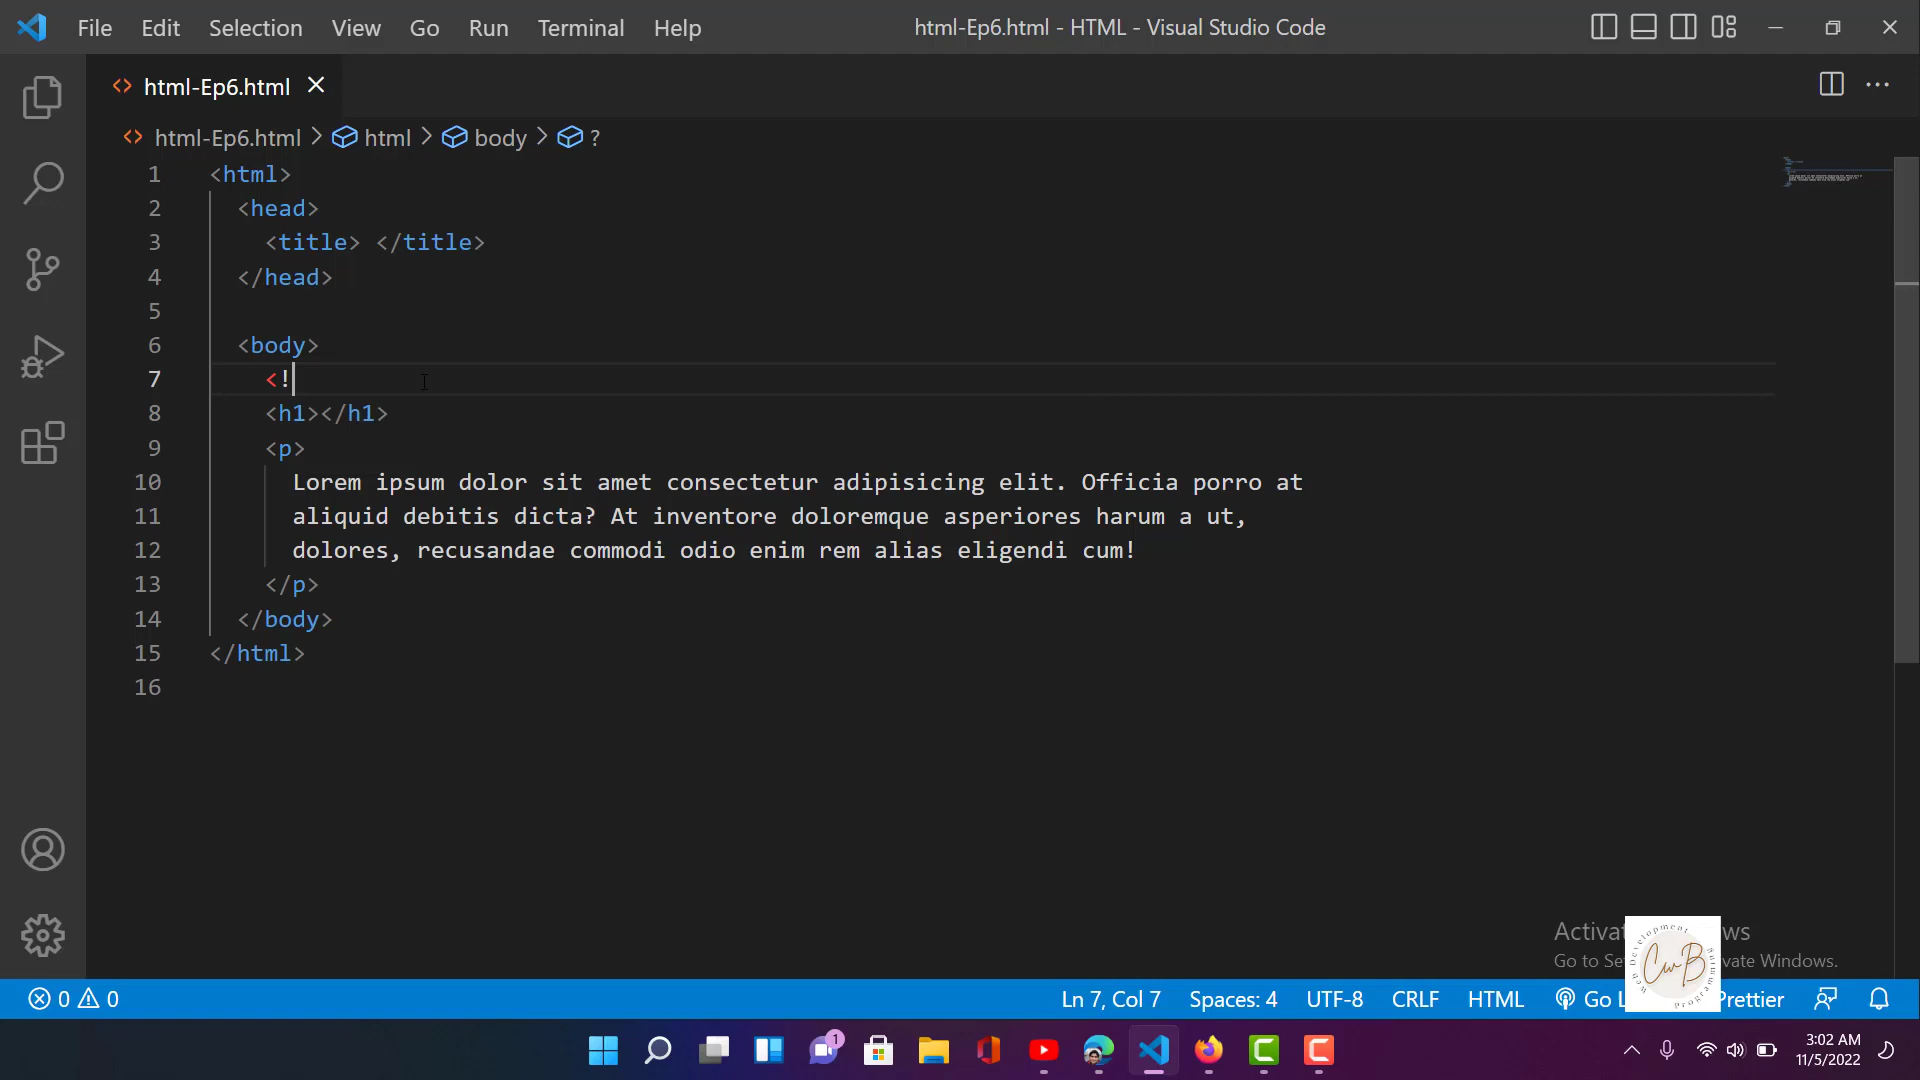 File Edit Selection View Go Run Terminal Help html-Ep6.html - HTML - Visual Studio Code
html-Ep6.html
html-Ep6.html > html > body > ?
1 <html>
2 <head>
3 <title> </title>
4 </head>
5
6 <body>
7 <!
8 <h1></h1>
9 <p>
10 Lorem ipsum dolor sit amet consectetur adipisicing elit. Officia porro at
11 aliquid debitis dicta? At inventore doloremque asperiores harum a ut,
12 dolores, recusandae commodi odio enim rem alias eligendi cum!
13 </p>
14 </body>
15 </html>
16
Activa ws
Go to Se vate Windows.
Web Development
CwB
Programming
0 0 Ln 7, Col 7 Spaces: 4 UTF-8 CRLF HTML Go L Prettier
1
3:02 AM
11/5/2022